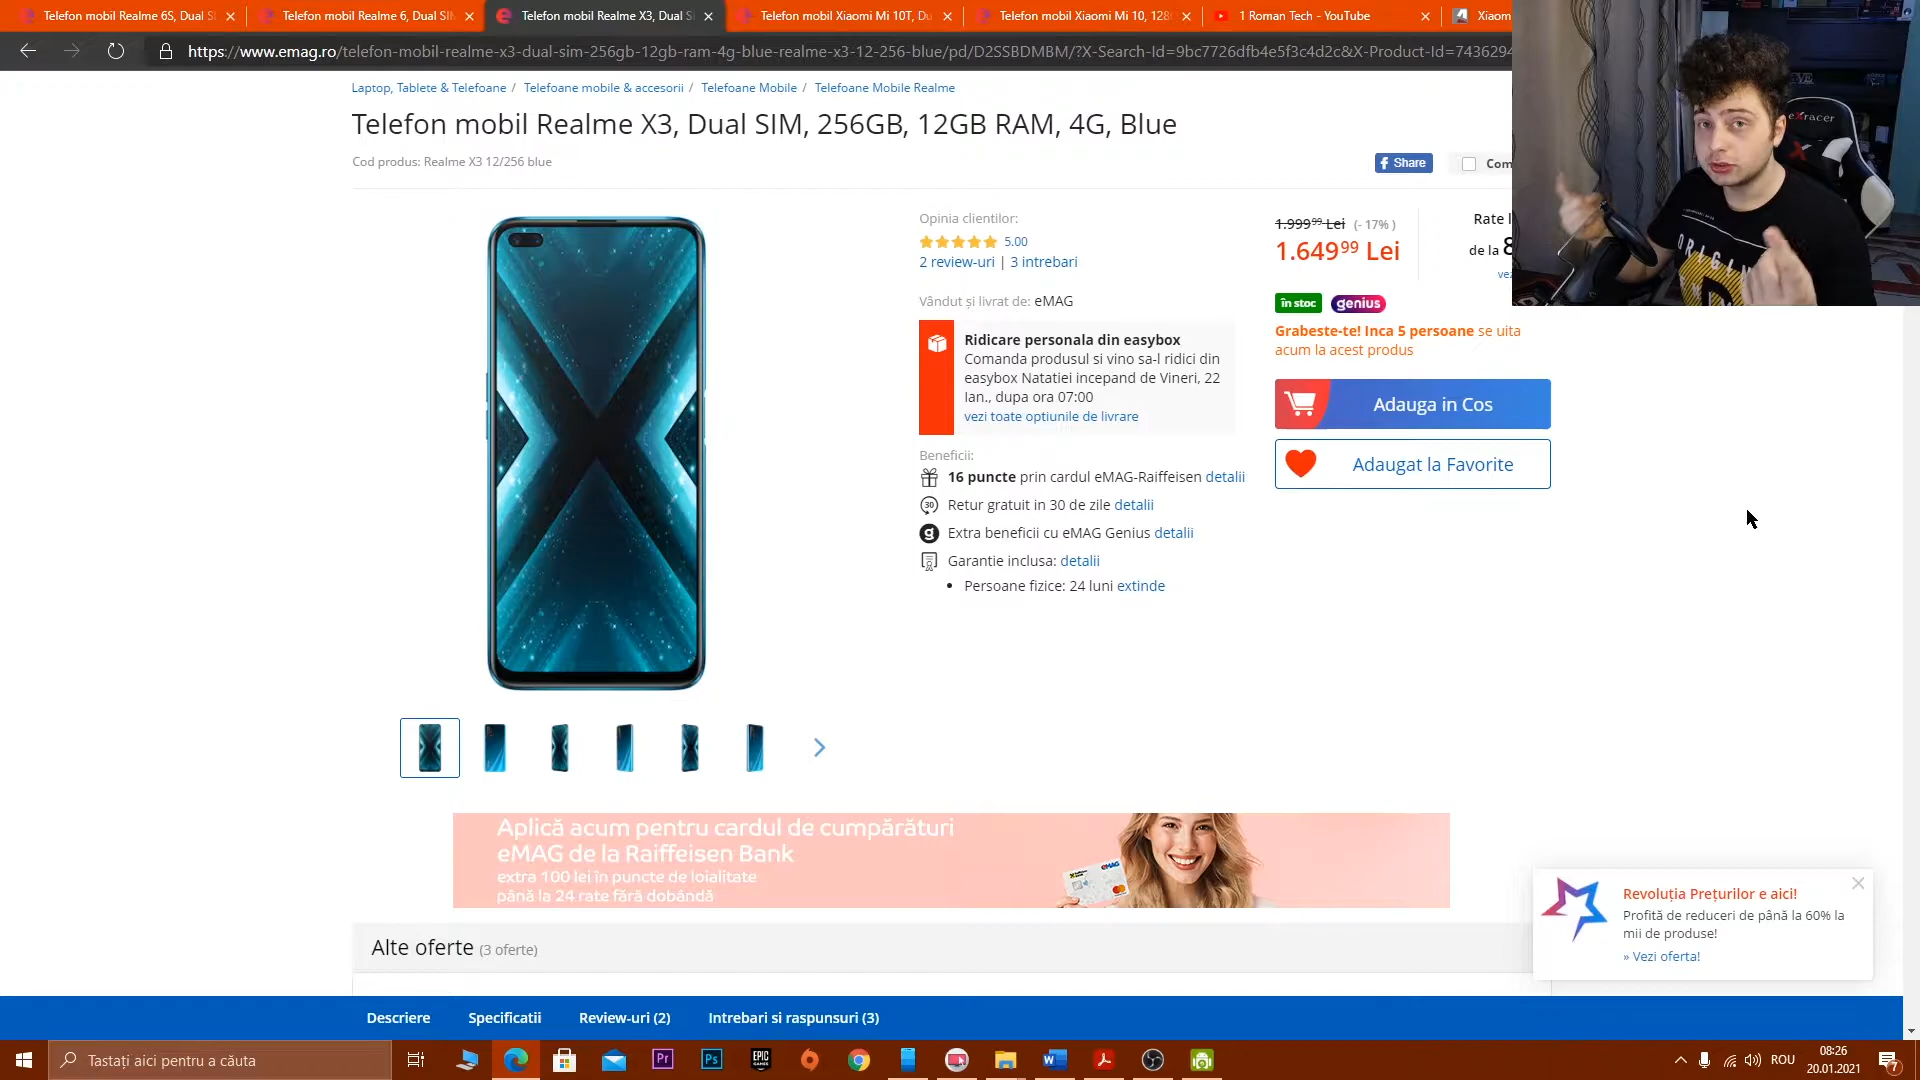 Telefon mobil Realme 6S, Dual S
Telefon mobil Realme 6, Dual SIM
Telefon mobil Realme X3, Dual S
Telefon mobil Xiaomi Mi 10T, Du
Telefon mobil Xiaomi Mi 10, 128
1 Roman Tech - YouTube
Xiaom
https://www.emag.ro/telefon-mobil-realme-x3-dual-sim-256gb-12gb-ram-4g-blue-realme-x3-12-256-blue/pd/D2SSBDMBM/?X-Search-Id=9bc7726dfb4e5f3c4d2c&X-Product-Id=7436294
Laptop, Tablete & Telefoane / Telefoane mobile & accesorii / Telefoane Mobile / Telefoane Mobile Realme
Telefon mobil Realme X3, Dual SIM, 256GB, 12GB RAM, 4G, Blue
Cod produs: Realme X3 12/256 blue
Share
Com
Opinia clientilor:
5.00
2 review-uri | 3 intrebari
Vândut și livrat de: eMAG
Ridicare personala din easybox
Comanda produsul si vino sa-l ridici din
easybox Natatiei incepand de Vineri, 22
Ian., dupa ora 07:00
vezi toate optiunile de livrare
Beneficii:
16 puncte prin cardul eMAG-Raiffeisen detalii
30 Retur gratuit in 30 de zile detalii
g Extra beneficii cu eMAG Genius detalii
Garantie inclusa: detalii
• Persoane fizice: 24 luni extinde
1.999⁹⁹ Lei (- 17% )
1.649⁹⁹ Lei
Rate l
de la 8
vez
în stoc
genius
Grabeste-te! Inca 5 persoane se uita
acum la acest produs
Adauga in Cos
Adaugat la Favorite
eXracer
ORIGIN
Aplică acum pentru cardul de cumpărături
eMAG de la Raiffeisen Bank
extra 100 lei în puncte de loialitate
până la 24 rate fără dobândă
eMAG
Revoluția Prețurilor e aici!
Profită de reduceri de până la 60% la
mii de produse!
» Vezi oferta!
Alte oferte (3 oferte)
Descriere
Specificatii
Review-uri (2)
Intrebari si raspunsuri (3)
Tastați aici pentru a căuta
Pr
Ps
EPIC
GAMES
W
ROU
08:26
20.01.2021
7